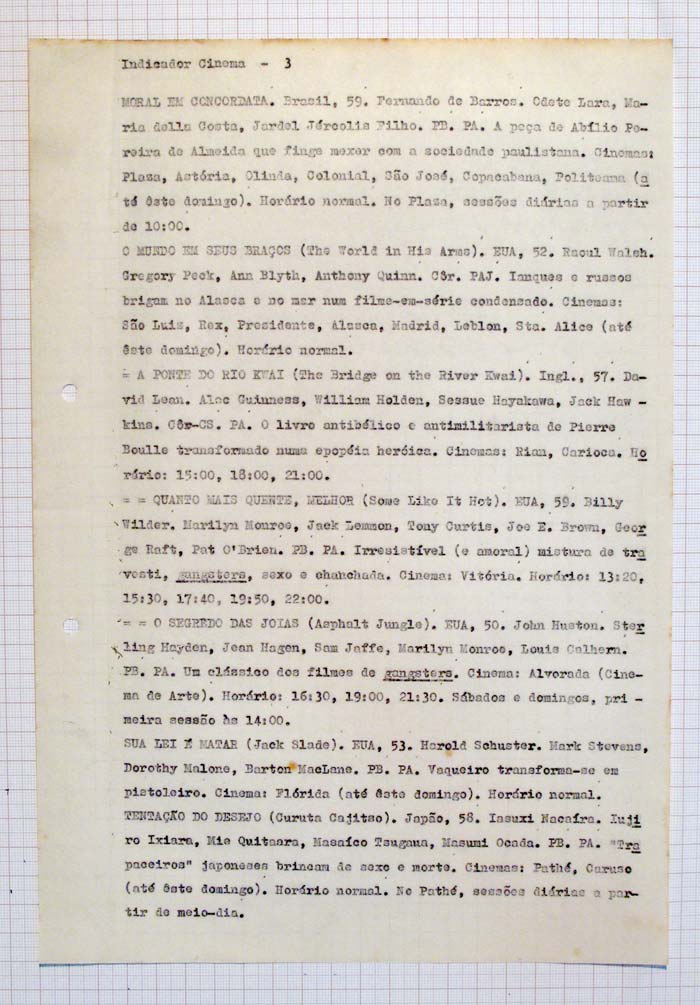 Indicador Cinema - 3
MORAL EM CONCORDATA. Brasil, 59. Fernando de Barros. Odete Lara, Ma-
ria della Costa, Jardel Jércolis Filho. PB. PA. A peça de Abílio Pe-
reira de Almeida que finge mexer com a sociedade paulistana. Cinemas:
Plaza, Astória, Olinda, Colonial, São José, Copacabana, Politeama (a
té êste domingo). Horário normal. No Plaza, sessões diárias a partir
de 10:00.
O MUNDO EM SEUS BRAÇOS (The World in His Arms). EUA, 52. Raoul Walsh.
Gregory Peck, Ann Blyth, Anthony Quinn. Côr. PAJ. Ianques e russos
brigam no Alasca e no mar num filme-em-série condensado. Cinemas:
São Luiz, Rex, Presidente, Alasca, Madrid, Leblon, Sta. Alice (até
êste domingo). Horário normal.
= A PONTE DO RIO KWAI (The Bridge on the River Kwai). Ingl., 57. Da-
vid Lean. Alec Guinness, William Holden, Sessue Hayakawa, Jack Haw -
kins. Côr-CS. PA. O livro antibélico e antimilitarista de Pierre
Boulle transformado numa epopéia heróica. Cinemas: Rian, Carioca. Ho
rário: 15:00, 18:00, 21:00.
= = QUANTO MAIS QUENTE, MELHOR (Some Like It Hot). EUA, 59. Billy
Wilder. Marilyn Monroe, Jack Lemmon, Tony Curtis, Joe E. Brown, Geor
ge Raft, Pat O'Brien. PB. PA. Irresistível (e amoral) mistura de tra
vesti, gangsters, sexo e chanchada. Cinema: Vitória. Horário: 13:20,
15:30, 17:40, 19:50, 22:00.
= = O SEGREDO DAS JOIAS (Asphalt Jungle). EUA, 50. John Huston. Ster
ling Hayden, Jean Hagen, Sam Jaffe, Marilyn Monroe, Louis Calhern.
PB. PA. Um clássico dos filmes de gangsters. Cinema: Alvorada (Cine-
ma de Arte). Horário: 16:30, 19:00, 21:30. Sábados e domingos, pri -
meira sessão às 14:00.
SUA LEI É MATAR (Jack Slade). EUA, 53. Harold Schuster. Mark Stevens,
Dorothy Malone, Barton MacLane. PB. PA. Vaqueiro transforma-se em
pistoleiro. Cinema: Flórida (até êste domingo). Horário normal.
TENTAÇÃO DO DESEJO (Curuta Cajitso). Japão, 58. Iasuxi Nacaíra. Iuji
ro Ixiara, Mie Quitaara, Masaíco Tsugaua, Masumi Ocada. PB. PA. "Tra
paceiros" japoneses brincam de sexo e morte. Cinemas: Pathé, Caruso
(até êste domingo). Horário normal. No Pathé, sessões diárias a par-
tir de meio-dia.